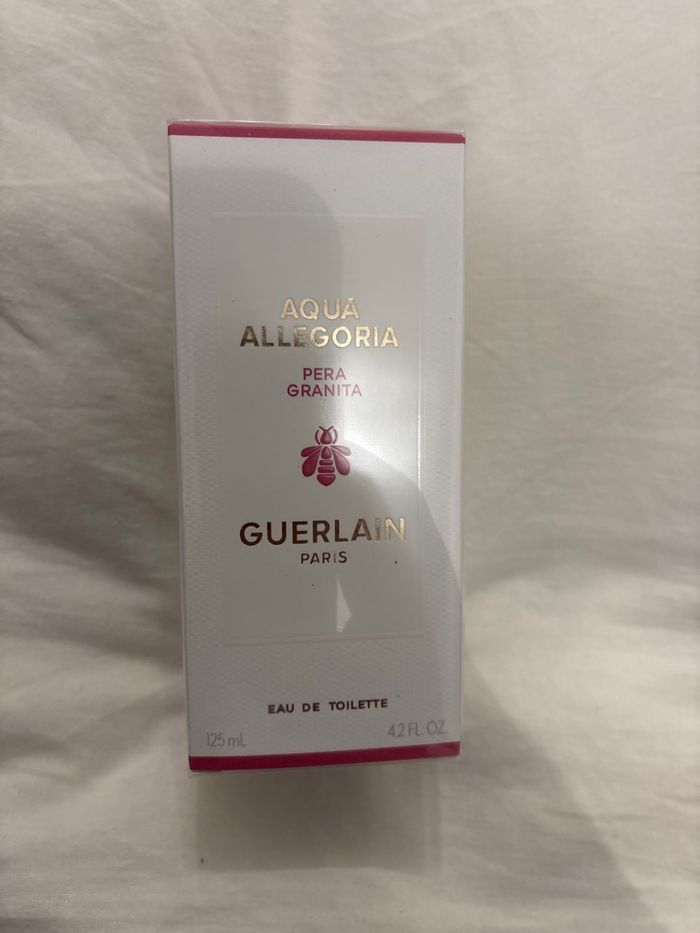 AQUA
ALLEGORIA
PERA
GRANITA
GUERLAIN
PARIS
EAU DE TOILETTE
125 mL 4.2 FL. OZ.